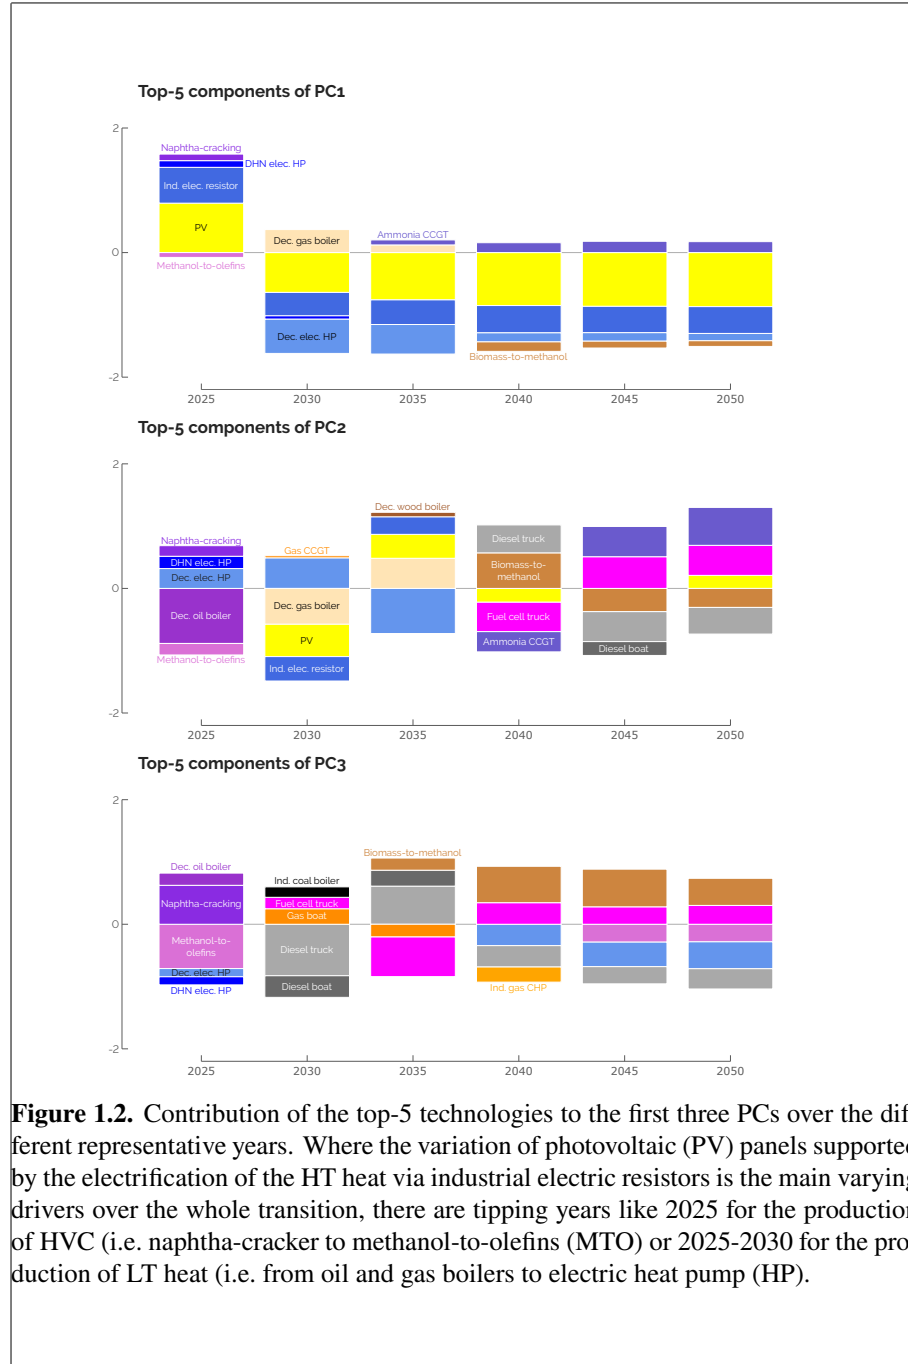 Top-5 components of PC1
2
Naphtha-cracking
DHN elec. HP
Ind. elec. resistor
PV
Dec. gas boiler
Ammonia CCGT
0
Methanol-to-olefins
Dec. elec. HP
Biomass-to-methanol
-2
2025 2030 2035 2040 2045 2050
Top-5 components of PC2
2
Dec. wood boiler
Naphtha-cracking
Gas CCGT
Diesel truck
DHN elec. HP
Biomass-to-
methanol
Dec. elec. HP
0
Dec. oil boiler
Dec. gas boiler
Fuel cell truck
PV
Ammonia CCGT
Diesel boat
Methanol-to-olefins
Ind. elec. resistor
-2
2025 2030 2035 2040 2045 2050
Top-5 components of PC3
2
Biomass-to-methanol
Dec. oil boiler
Ind. coal boiler
Naphtha-cracking
Fuel cell truck
Gas boat
0
Methanol-to-
olefins
Diesel truck
Dec. elec. HP
DHN elec. HP
Diesel boat
Ind. gas CHP
-2
2025 2030 2035 2040 2045 2050
Figure 1.2. Contribution of the top-5 technologies to the first three PCs over the dif-
ferent representative years. Where the variation of photovoltaic (PV) panels supported
by the electrification of the HT heat via industrial electric resistors is the main varying
drivers over the whole transition, there are tipping years like 2025 for the production
of HVC (i.e. naphtha-cracker to methanol-to-olefins (MTO) or 2025-2030 for the pro-
duction of LT heat (i.e. from oil and gas boilers to electric heat pump (HP).